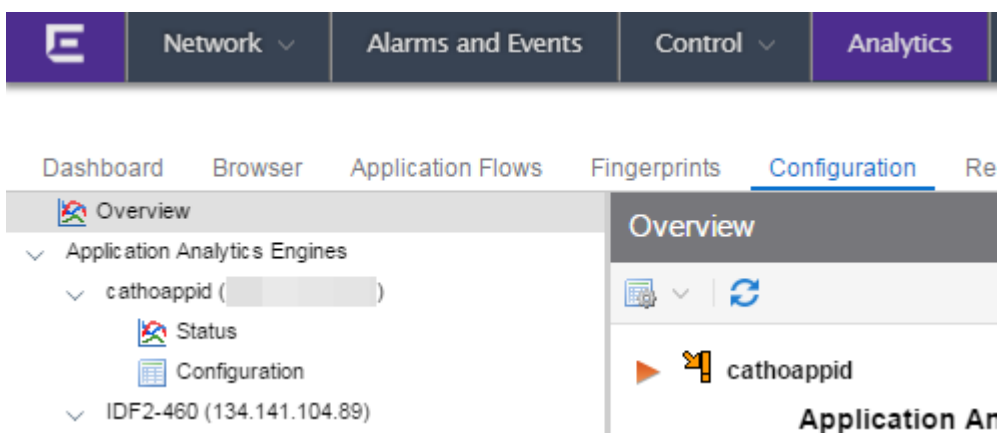 Network Alarms and Events Control Analytics
Dashboard Browser Application Flows Fingerprints Configuration Re
Overview
Overview
Application Analytics Engines
cathoappid ( )
Status
Configuration
cathoappid
IDF2-460 (134.141.104.89)
Application An